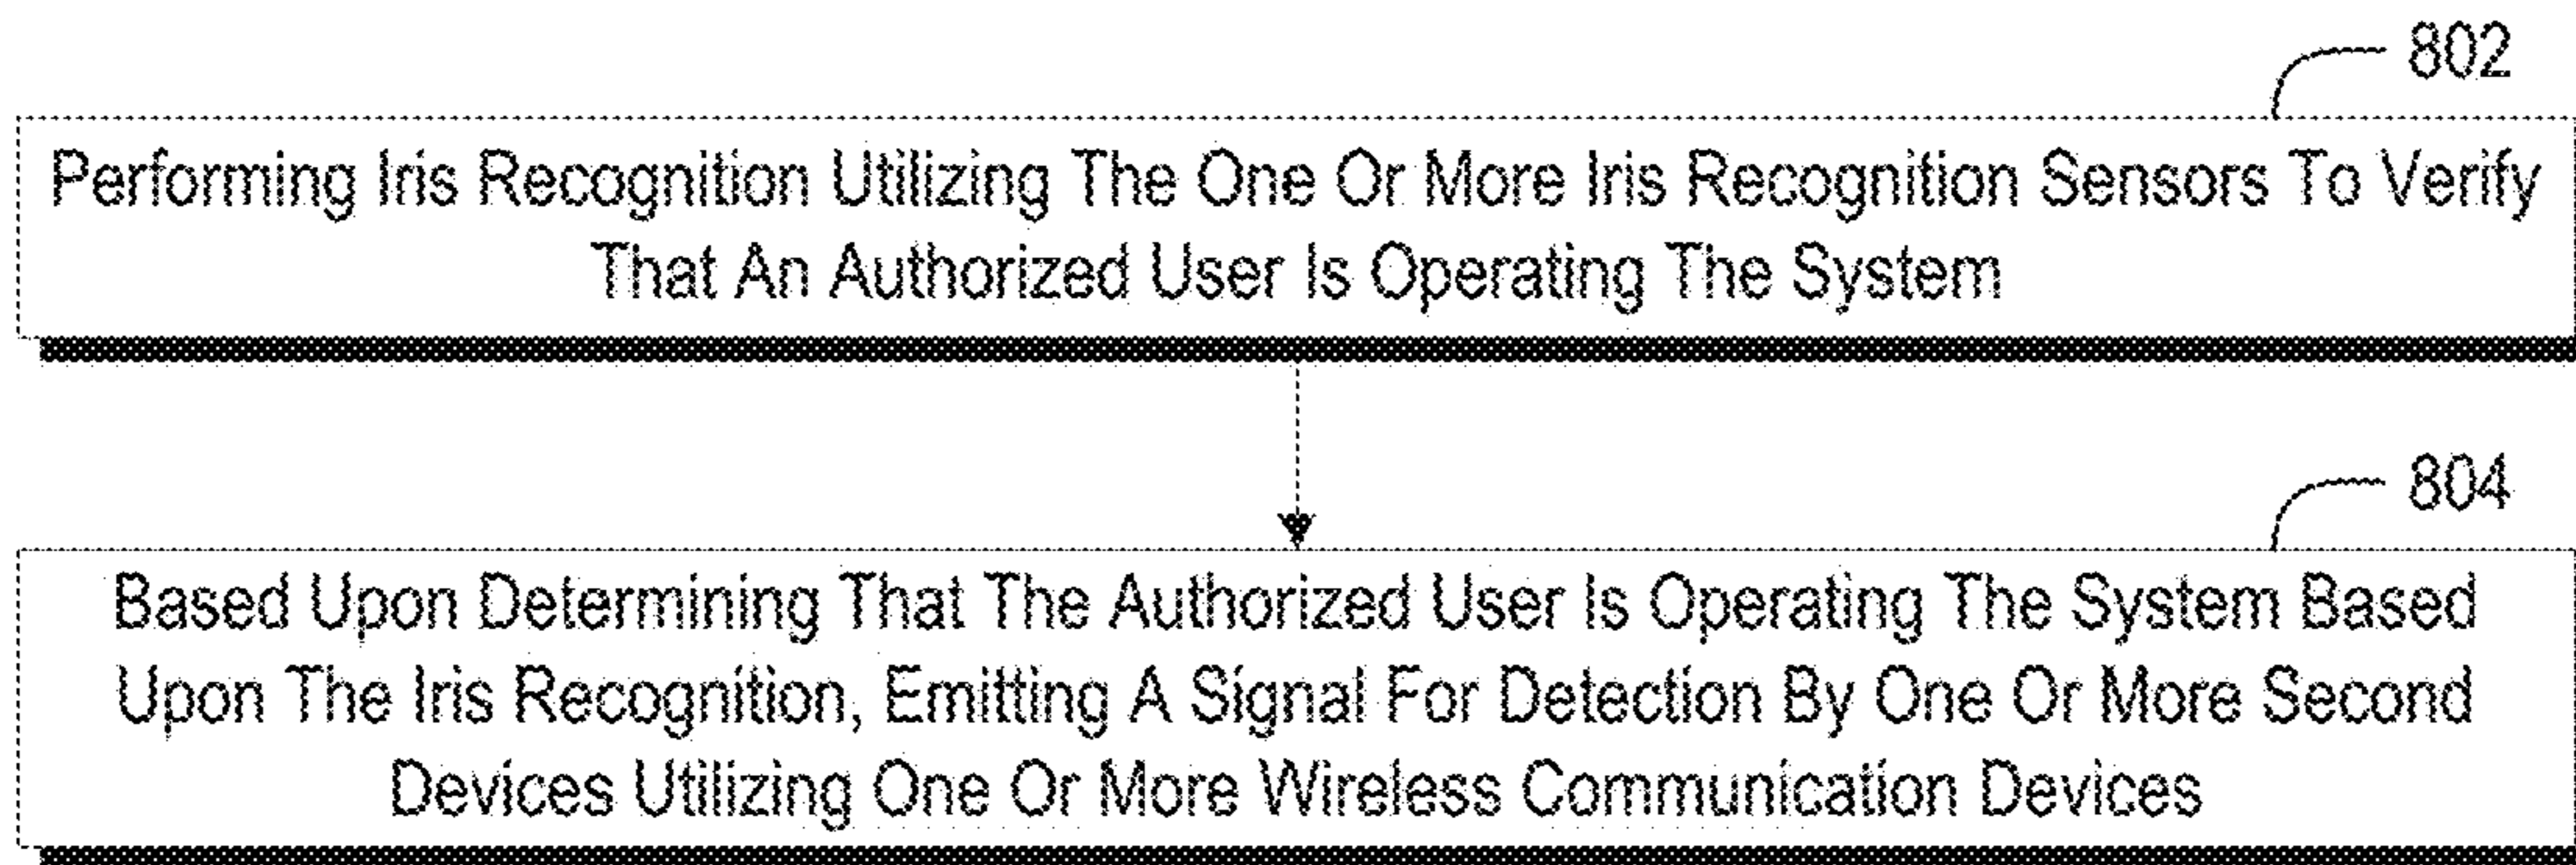 802
Performing Iris Recognition Utilizing The One Or More Iris Recognition Sensors To Verify
That An Authorized User Is Operating The System
804
Based Upon Determining That The Authorized User Is Operating The System Based
Upon The Iris Recognition, Emitting A Signal For Detection By One Or More Second
Devices Utilizing One Or More Wireless Communication Devices